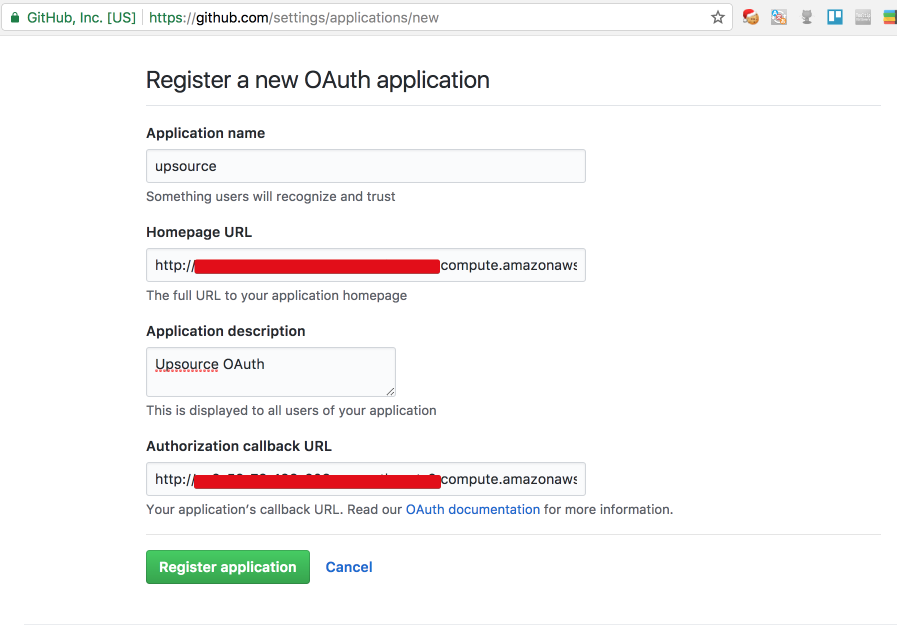 GitHub, Inc. [US] https://github.com/settings/applications/new
Register a new OAuth application
Application name
upsource
Something users will recognize and trust
Homepage URL
http:// compute.amazonaws
The full URL to your application homepage
Application description
Upsource OAuth
This is displayed to all users of your application
Authorization callback URL
http:// compute.amazonaws
Your application's callback URL. Read our OAuth documentation for more information.
Register application Cancel